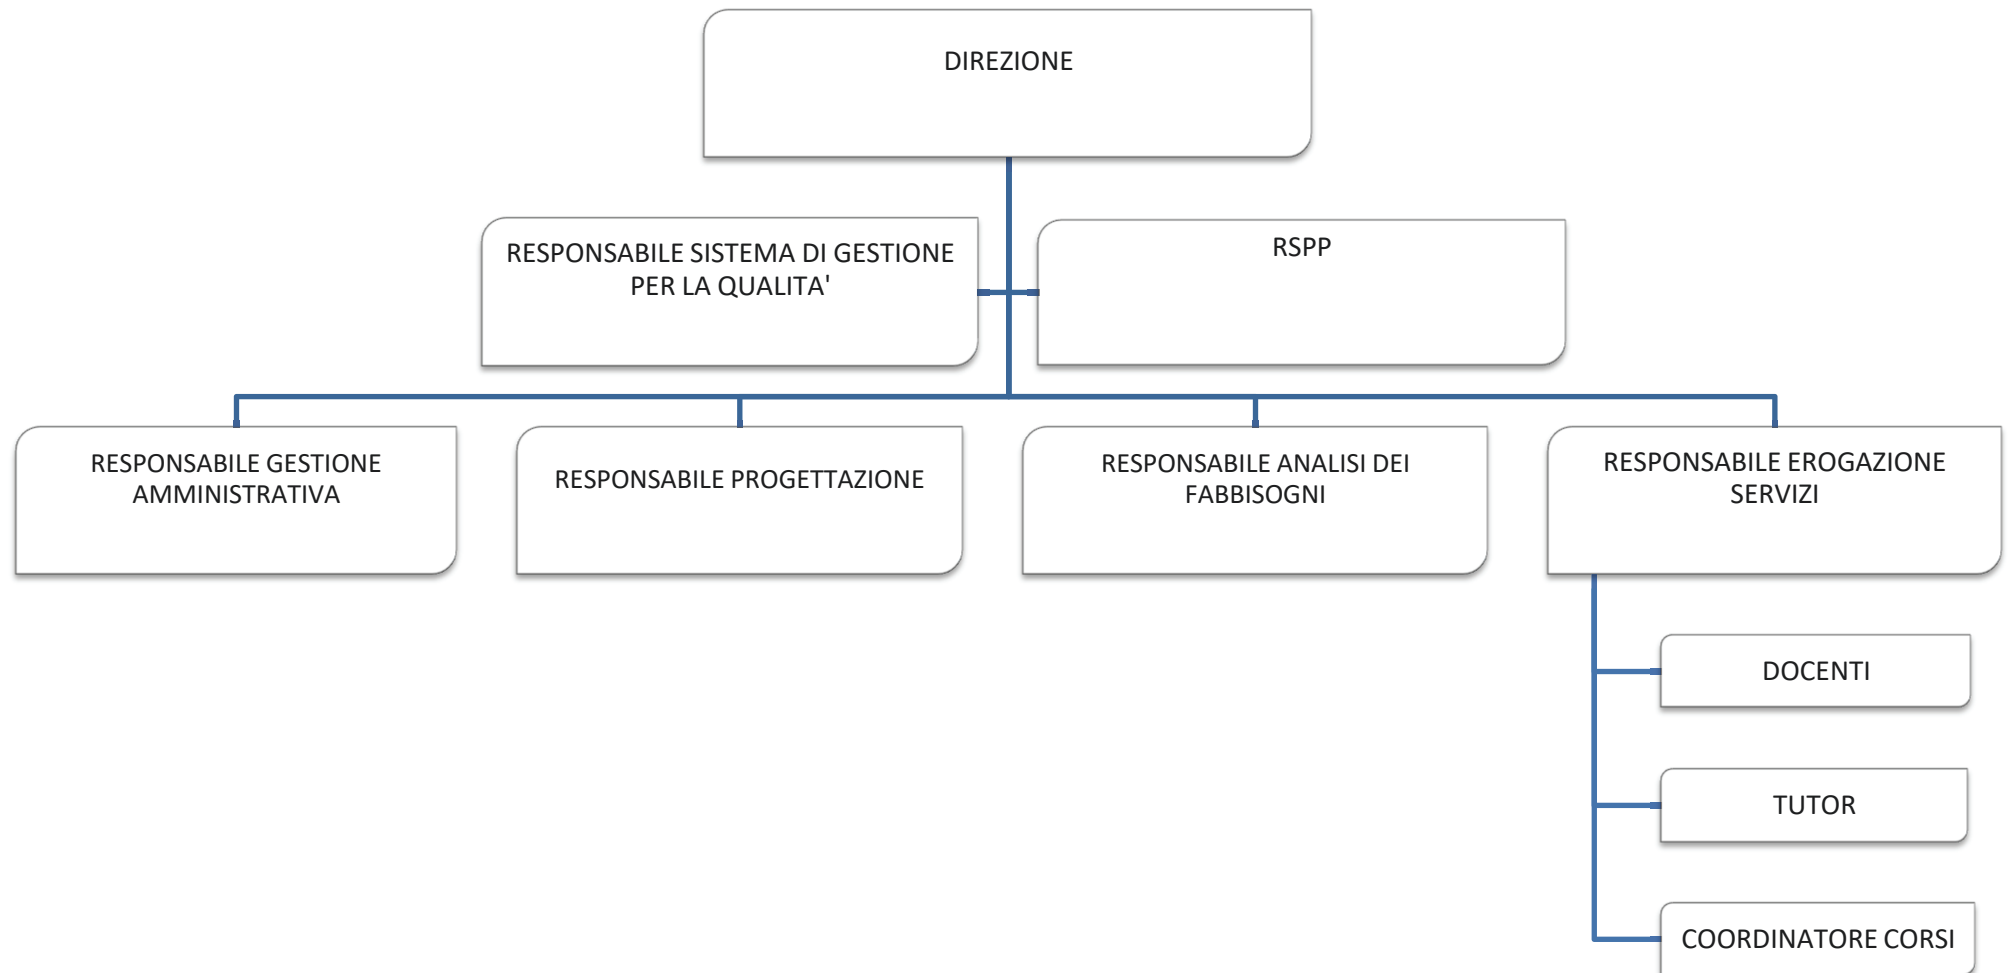 DIREZIONE
RESPONSABILE SISTEMA DI GESTIONE
PER LA QUALITA'
RSPP
RESPONSABILE GESTIONE
AMMINISTRATIVA
RESPONSABILE PROGETTAZIONE
RESPONSABILE ANALISI DEI
FABBISOGNI
RESPONSABILE EROGAZIONE
SERVIZI
DOCENTI
TUTOR
COORDINATORE CORSI